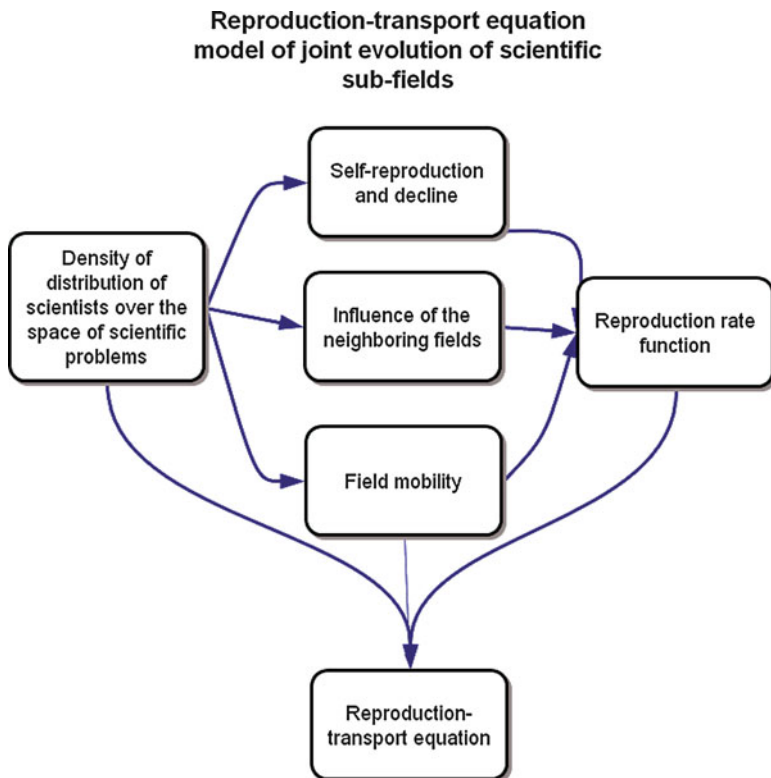 Reproduction-transport equation
model of joint evolution of scientific
sub-fields
Self-reproduction
and decline
Density of
distribution of
scientists over the
space of scientific
problems
Influence of the
neighboring fields
Reproduction rate
function
Field mobility
Reproduction-
transport equation